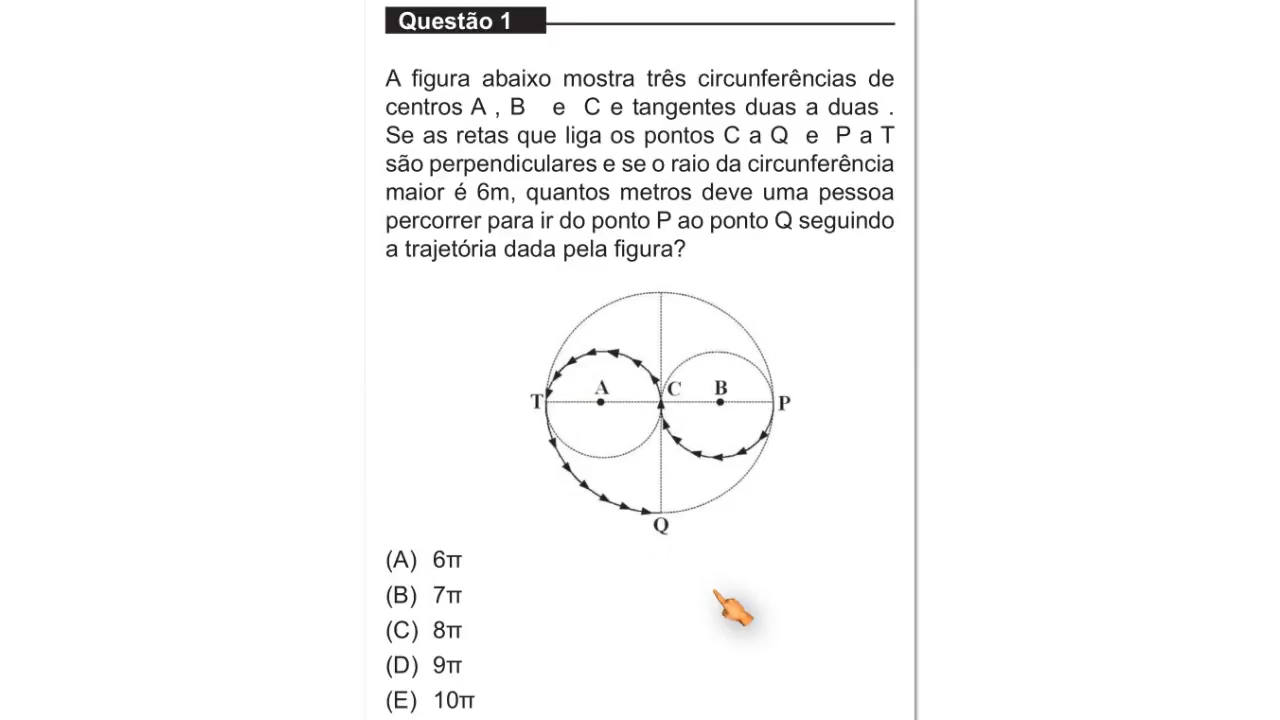 Questão 1
A figura abaixo mostra três circunferências de
centros A , B e C e tangentes duas a duas .
Se as retas que liga os pontos C a Q e P a T
são perpendiculares e se o raio da circunferência
maior é 6m, quantos metros deve uma pessoa
percorrer para ir do ponto P ao ponto Q seguindo
a trajetória dada pela figura?
A C B
T P
Q
(A) 6π
(B) 7π
(C) 8π
(D) 9π
(E) 10π